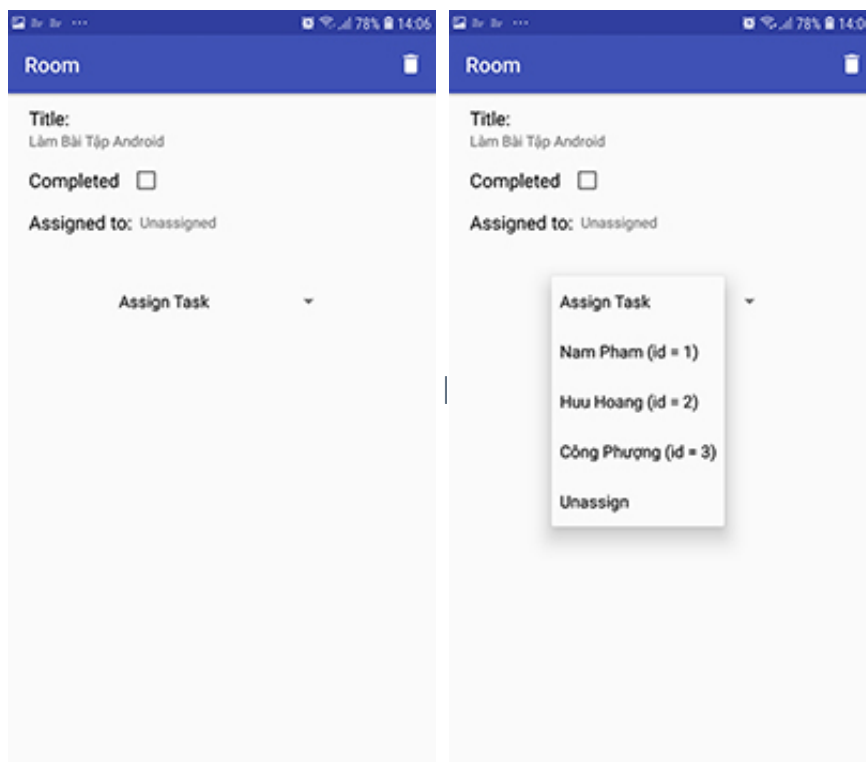 78% 14:06
Room
Title:
Làm Bài Tập Android
Completed
Assigned to: Unassigned
Assign Task
78%
Room
Title:
Làm Bài Tập Android
Completed
Assigned to: Unassigned
Assign Task
Nam Pham (id = 1)
Huu Hoang (id = 2)
Công Phượng (id = 3)
Unassign